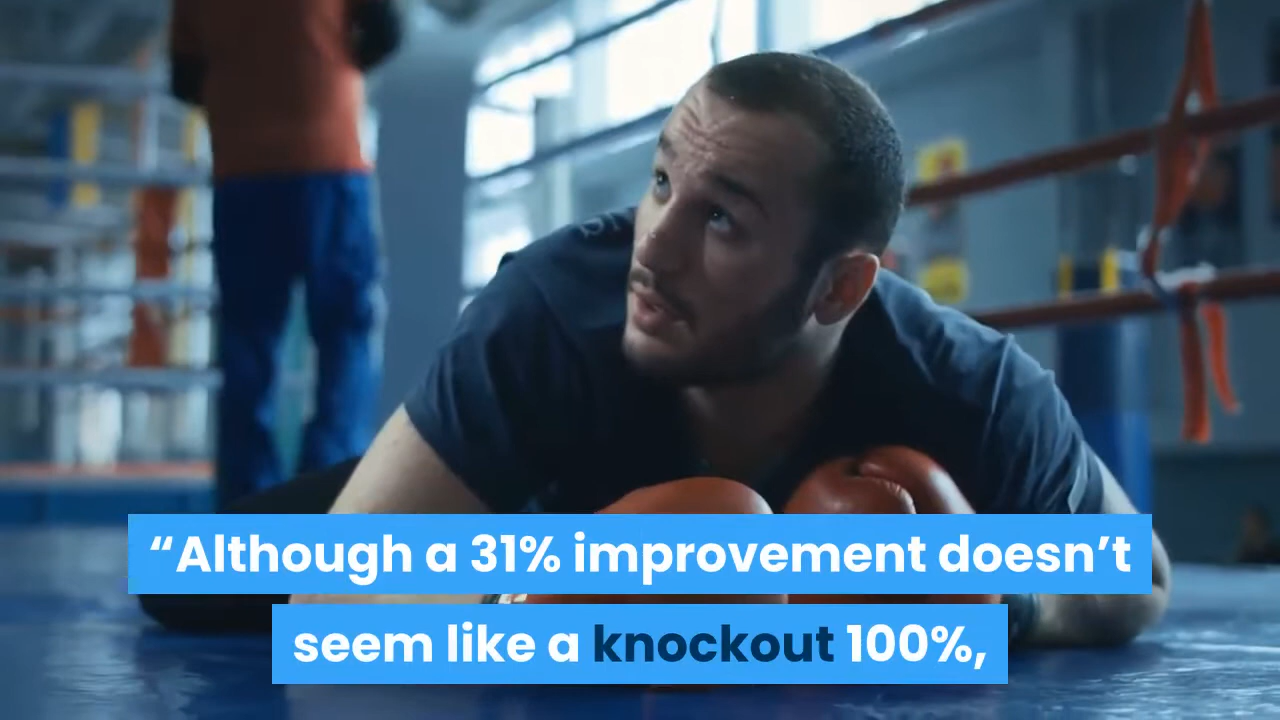 “Although a 31% improvement doesn’t
seem like a knockout 100%,